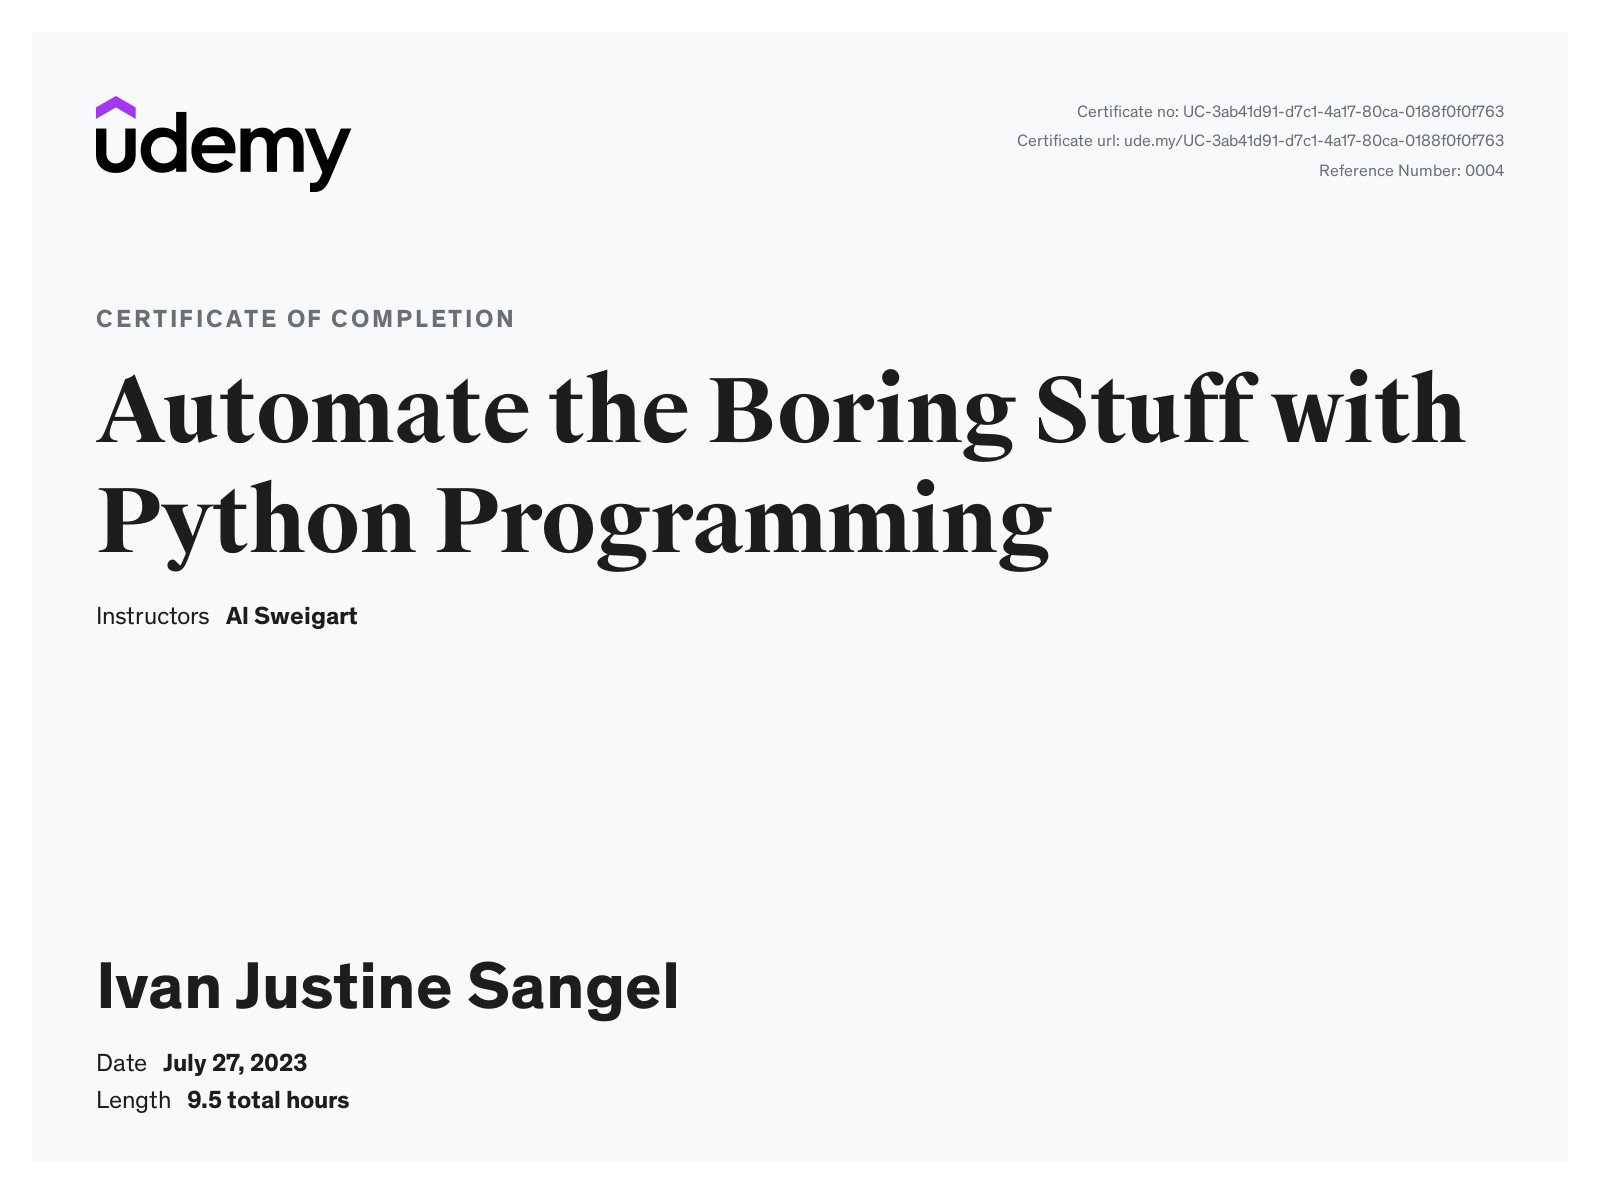 udemy
Certificate no: UC-3ab41d91-d7c1-4a17-80ca-0188f0f0f763
Certificate url: ude.my/UC-3ab41d91-d7c1-4a17-80ca-0188f0f0f763
Reference Number: 0004
CERTIFICATE OF COMPLETION
Automate the Boring Stuff with
Python Programming
Instructors Al Sweigart
Ivan Justine Sangel
Date July 27, 2023
Length 9.5 total hours